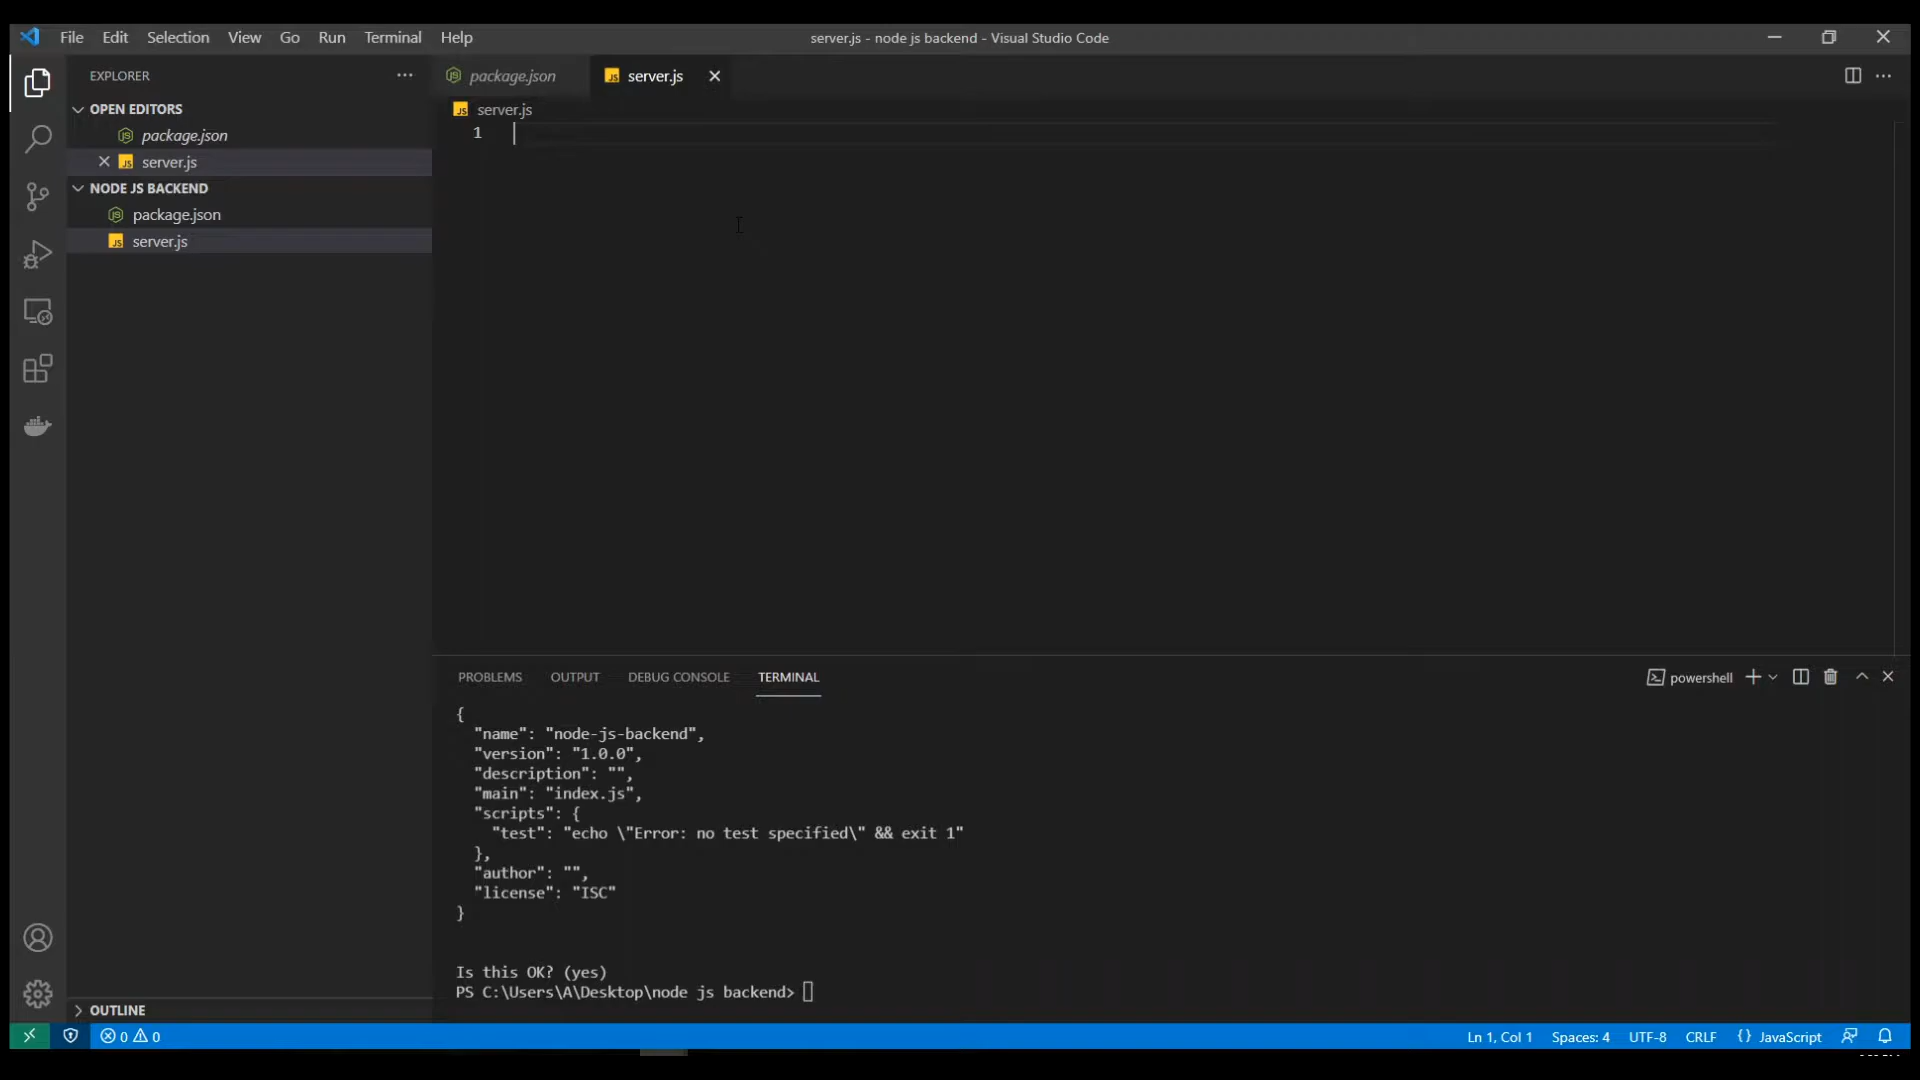 File Edit Selection View Go Run Terminal Help
server.js - node js backend - Visual Studio Code
EXPLORER
package.json
server.js
OPEN EDITORS
package.json
server.js
NODE JS BACKEND
package.json
server.js
OUTLINE
server.js
1
PROBLEMS OUTPUT DEBUG CONSOLE TERMINAL
powershell
{
"name": "node-js-backend",
"version": "1.0.0",
"description": "",
"main": "index.js",
"scripts": {
"test": "echo \"Error: no test specified\" && exit 1"
},
"author": "",
"license": "ISC"
}
Is this OK? (yes)
PS C:\Users\A\Desktop\node js backend>
0 0
Ln 1, Col 1 Spaces: 4 UTF-8 CRLF {} JavaScript